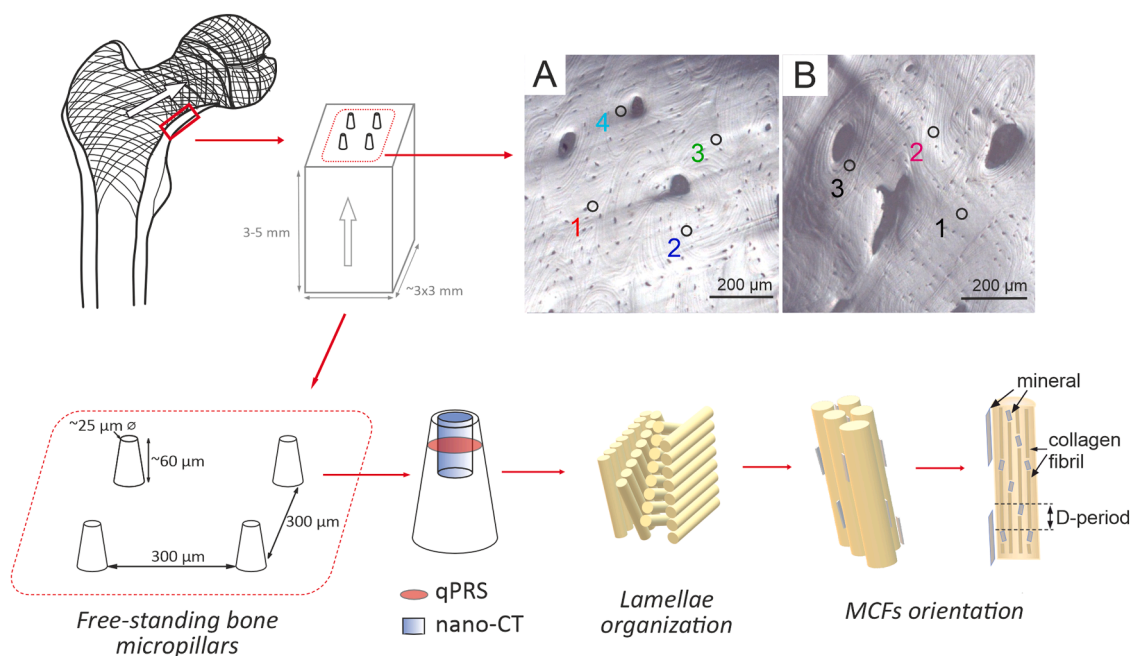 A
B
4
3
1
2
200 µm
2
3
1
200 µm
3-5 mm
~3x3 mm
~25 µm ø
~60 µm
300 µm
300 µm
Free-standing bone
micropillars
qPRS
nano-CT
Lamellae
organization
MCFs orientation
mineral
collagen
fibril
D-period